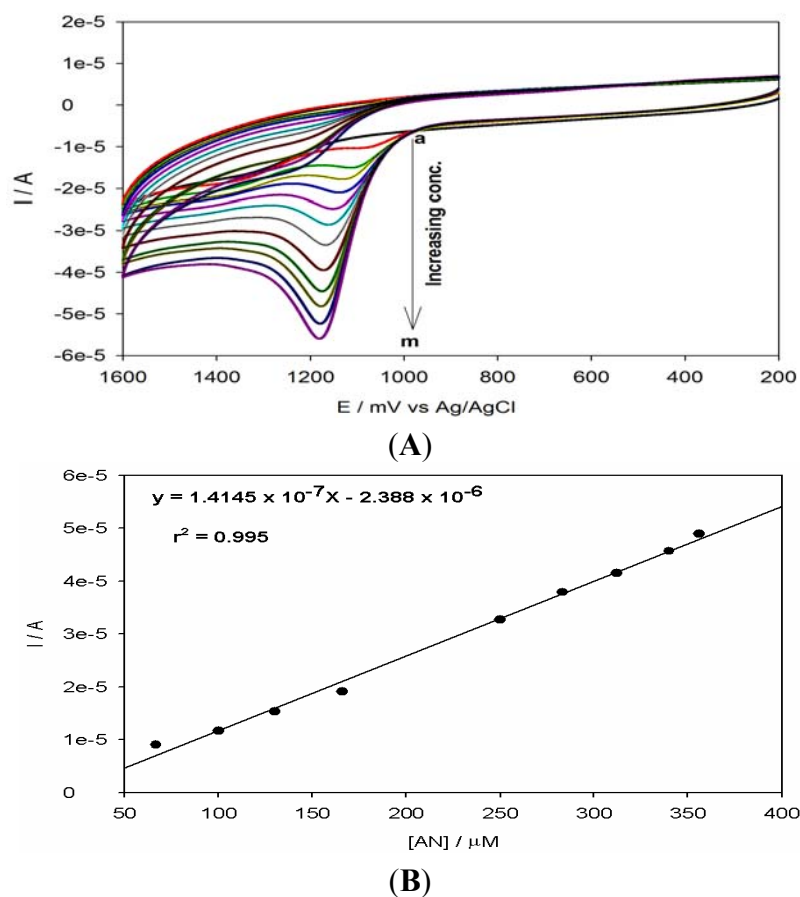 2e-5
1e-5
0
-1e-5
-2e-5
-3e-5
-4e-5
-5e-5
-6e-5
I / A
a
Increasing conc.
m
1600 1400 1200 1000 800 600 400 200
E / mV vs Ag/AgCl
(A)
6e-5
5e-5
4e-5
3e-5
2e-5
1e-5
0
I / A
y = 1.4145 x 10⁻⁷X - 2.388 x 10⁻⁶
r² = 0.995
50 100 150 200 250 300 350 400
[AN] / μM
(B)